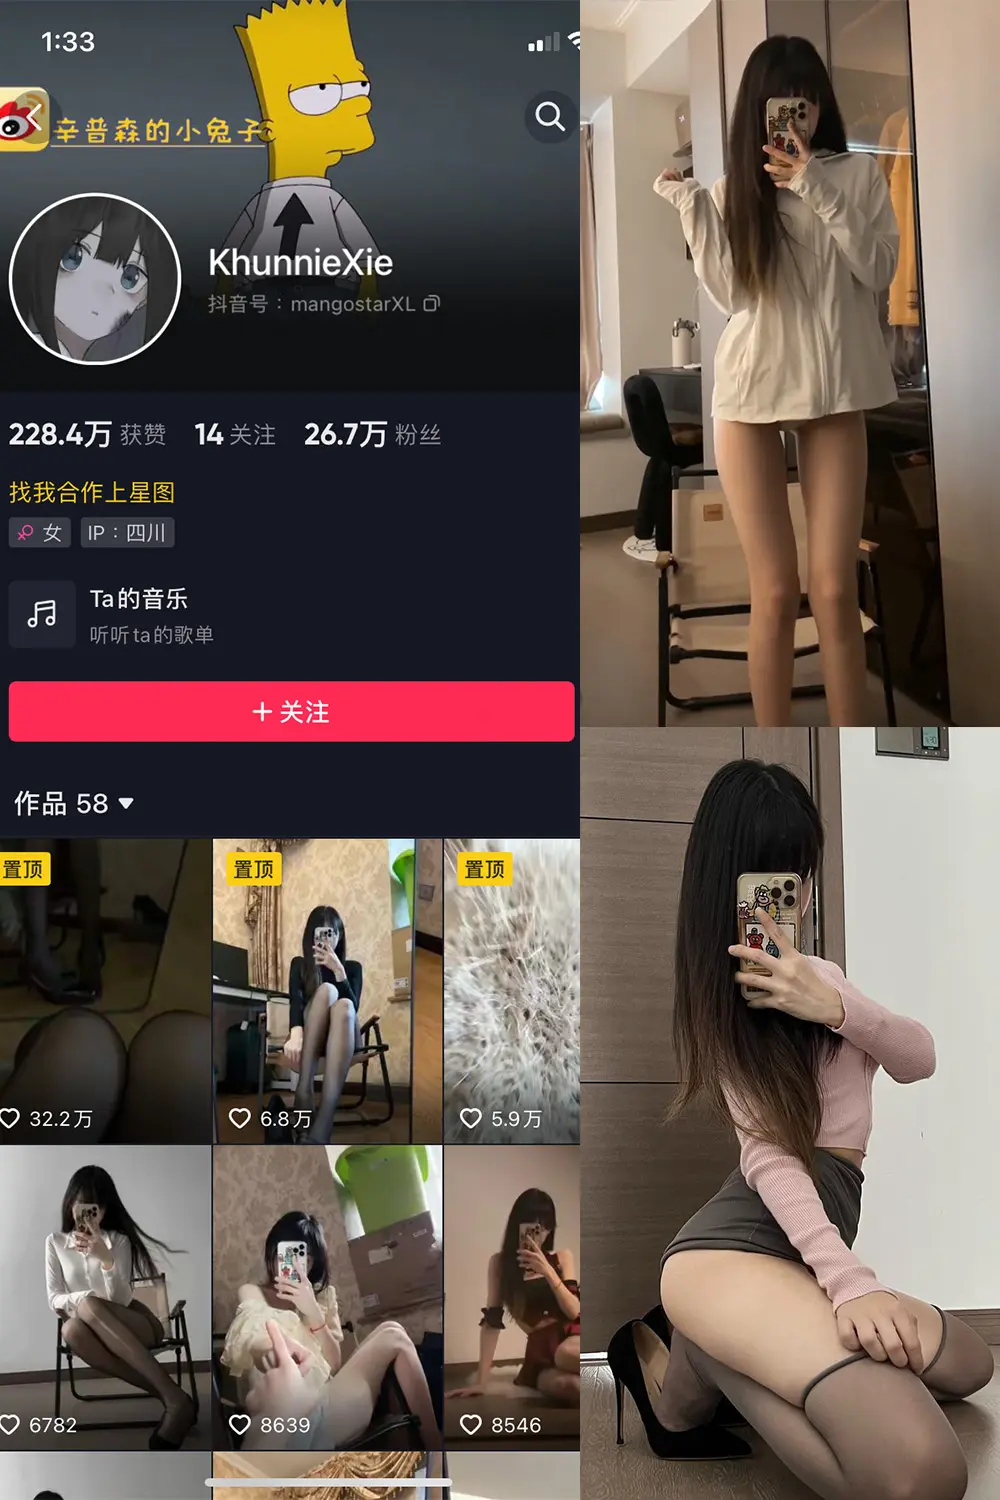 1:33
辛普森的小兔子
KhunnieXie
抖音号：mangostarXL
228.4万 获赞 14 关注 26.7万 粉丝
找我合作上星图
女 IP：四川
Ta的音乐
听听ta的歌单
+ 关注
作品 58
置顶 置顶 置顶
32.2万 6.8万 5.9万
6782 8639 8546